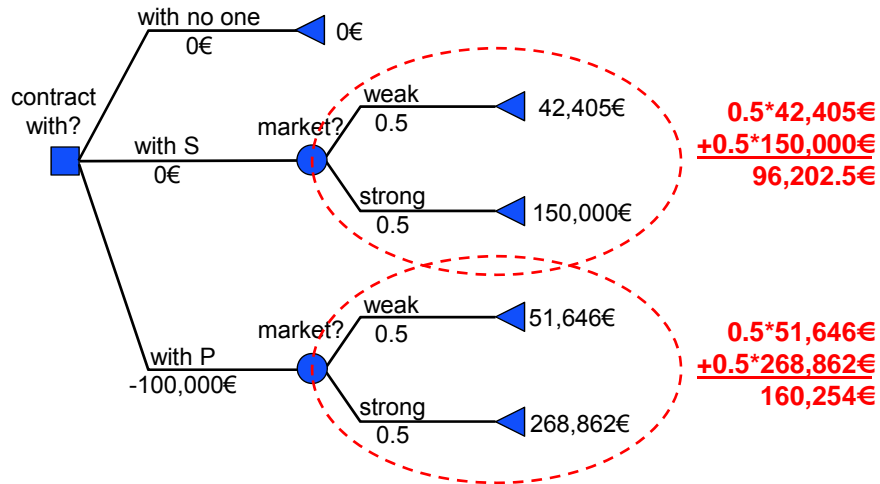 with no one
0€
0€
contract
with?
with S
0€
market?
weak
0.5
42,405€
strong
0.5
150,000€
0.5*42,405€
+0.5*150,000€
96,202.5€
with P
-100,000€
market?
weak
0.5
51,646€
strong
0.5
268,862€
0.5*51,646€
+0.5*268,862€
160,254€